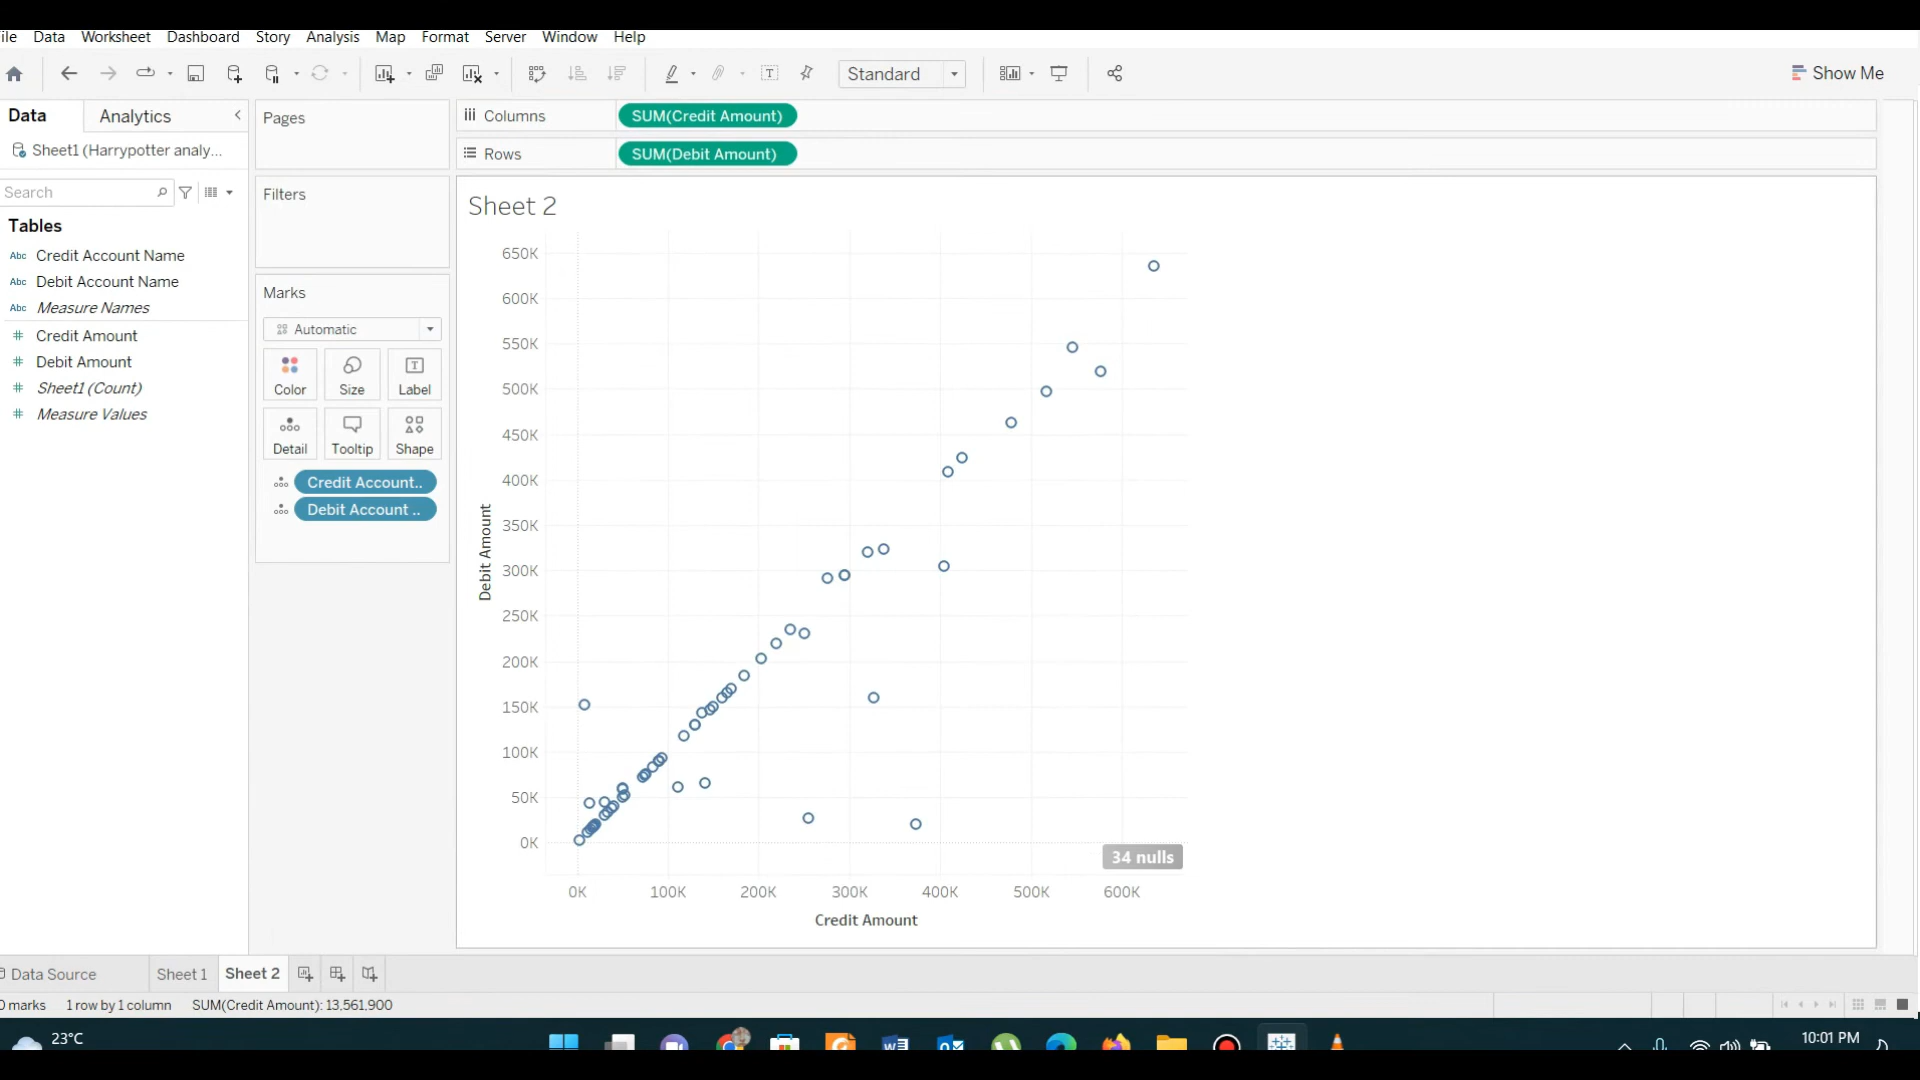 ile Data Worksheet Dashboard Story Analysis Map Format Server Window Help
Standard
Show Me
Data Analytics
Sheet1 (Harrypotter analy...
Search
Tables
Abc Credit Account Name
Abc Debit Account Name
Abc Measure Names
# Credit Amount
# Debit Amount
# Sheet1 (Count)
# Measure Values
Pages
Filters
Marks
Automatic
Color Size Label
Detail Tooltip Shape
Credit Account..
Debit Account ..
Columns SUM(Credit Amount)
Rows SUM(Debit Amount)
Sheet 2
650K
600K
550K
500K
450K
400K
350K
300K
250K
200K
150K
100K
50K
0K
Debit Amount
34 nulls
0K 100K 200K 300K 400K 500K 600K
Credit Amount
Data Source Sheet 1 Sheet 2
0 marks 1 row by 1 column SUM(Credit Amount): 13,561,900
23°C
10:01 PM